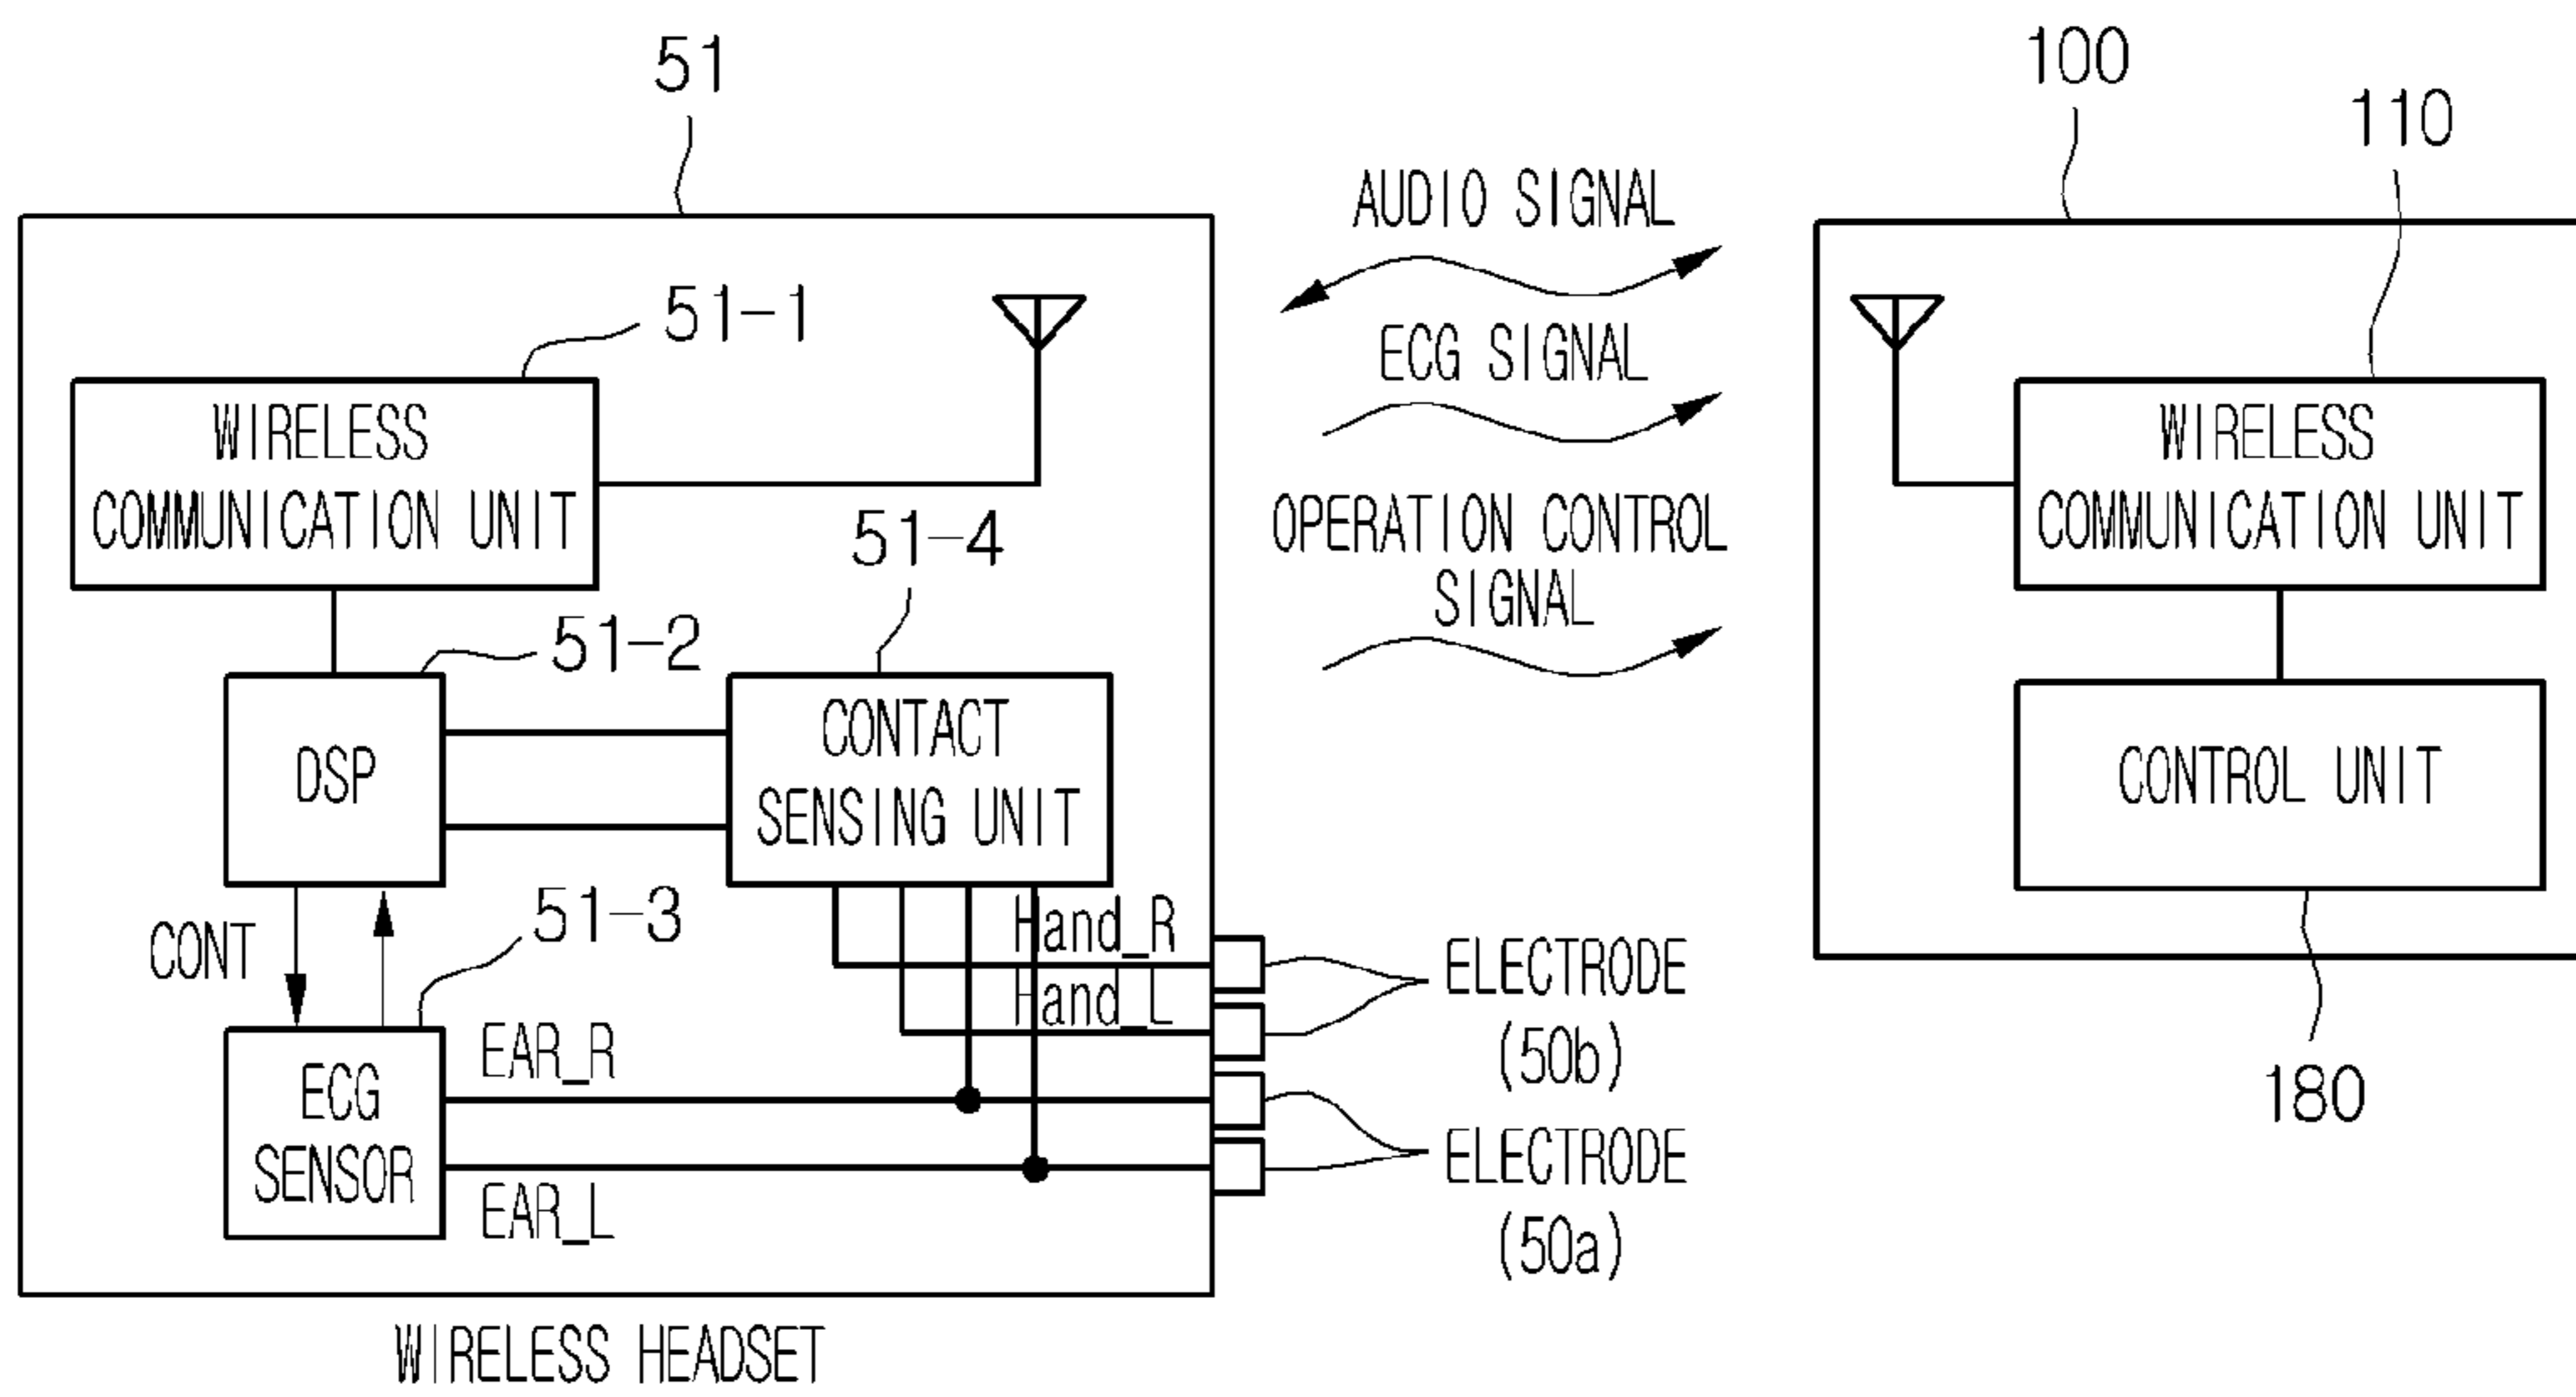 51
100
110
AUDIO SIGNAL
51-1
ECG SIGNAL
WIRELESS
COMMUNICATION UNIT
WIRELESS
COMMUNICATION UNIT
51-4
OPERATION CONTROL
SIGNAL
51-2
CONTACT
SENSING UNIT
DSP
CONTROL UNIT
51-3
CONT
Hand_R
Hand_L
ELECTRODE
(50b)
EAR_R
ECG
SENSOR
180
ELECTRODE
(50a)
EAR_L
WIRELESS HEADSET